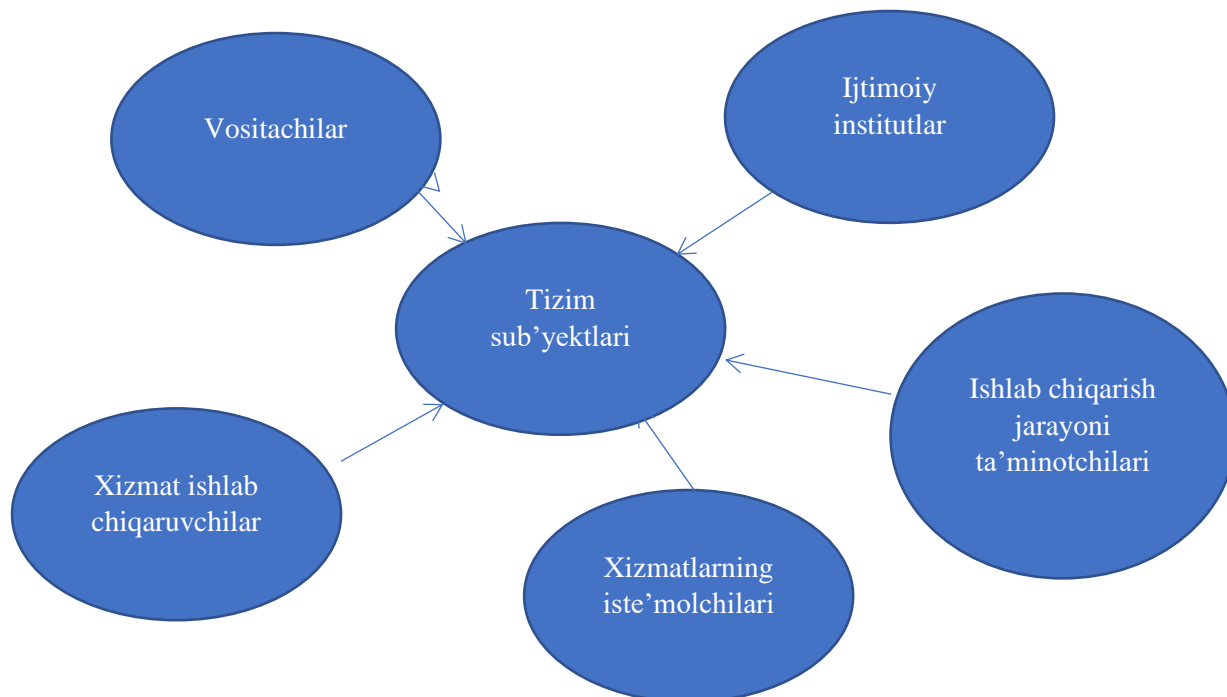 Vositachilar
Ijtimoiy
institutlar
Tizim
sub’yektlari
Ishlab chiqarish
jarayoni
ta’minotchilari
Xizmat ishlab
chiqaruvchilar
Xizmatlarning
iste’molchilari